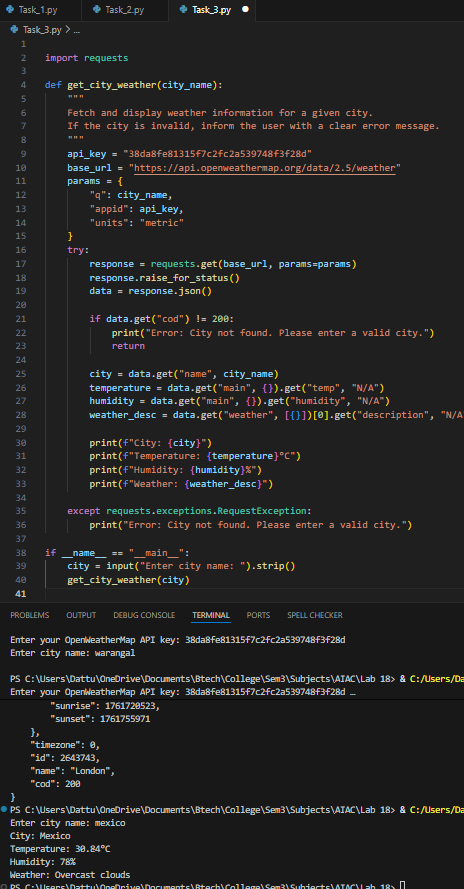 Task_1.py Task_2.py Task_3.py
Task_3.py > ...
1
2 import requests
3
4 def get_city_weather(city_name):
5 """
6 Fetch and display weather information for a given city.
7 If the city is invalid, inform the user with a clear error message.
8 """
9 api_key = "38da8fe81315f7c2fc2a539748f3f28d"
10 base_url = "https://api.openweathermap.org/data/2.5/weather"
11 params = {
12 "q": city_name,
13 "appid": api_key,
14 "units": "metric"
15 }
16 try:
17 response = requests.get(base_url, params=params)
18 response.raise_for_status()
19 data = response.json()
20
21 if data.get("cod") != 200:
22 print("Error: City not found. Please enter a valid city.")
23 return
24
25 city = data.get("name", city_name)
26 temperature = data.get("main", {}).get("temp", "N/A")
27 humidity = data.get("main", {}).get("humidity", "N/A")
28 weather_desc = data.get("weather", [{}])[0].get("description", "N/A
29
30 print(f"City: {city}")
31 print(f"Temperature: {temperature}°C")
32 print(f"Humidity: {humidity}%")
33 print(f"Weather: {weather_desc}")
34
35 except requests.exceptions.RequestException:
36 print("Error: City not found. Please enter a valid city.")
37
38 if __name__ == "__main__":
39 city = input("Enter city name: ").strip()
40 get_city_weather(city)
41
PROBLEMS OUTPUT DEBUG CONSOLE TERMINAL PORTS SPELL CHECKER
Enter your OpenWeatherMap API key: 38da8fe81315f7c2fc2a539748f3f28d
Enter city name: warangal
PS C:\Users\Dattu\OneDrive\Documents\Btech\College\Sem3\Subjects\ATAC\Lab 18> & C:/Users/Da
Enter your OpenWeatherMap API key: 38da8fe81315f7c2fc2a539748f3f28d …
"sunrise": 1761720523,
"sunset": 1761755971
},
"timezone": 0,
"id": 2643743,
"name": "London",
"cod": 200
}
PS C:\Users\Dattu\OneDrive\Documents\Btech\College\Sem3\Subjects\ATAC\Lab 18> & C:/Users/Da
Enter city name: mexico
City: Mexico
Temperature: 30.84°C
Humidity: 78%
Weather: Overcast clouds
PS C:\Users\Dattu\OneDrive\Documents\Btech\College\Sem3\Subjects\ATAC\Lab 18>